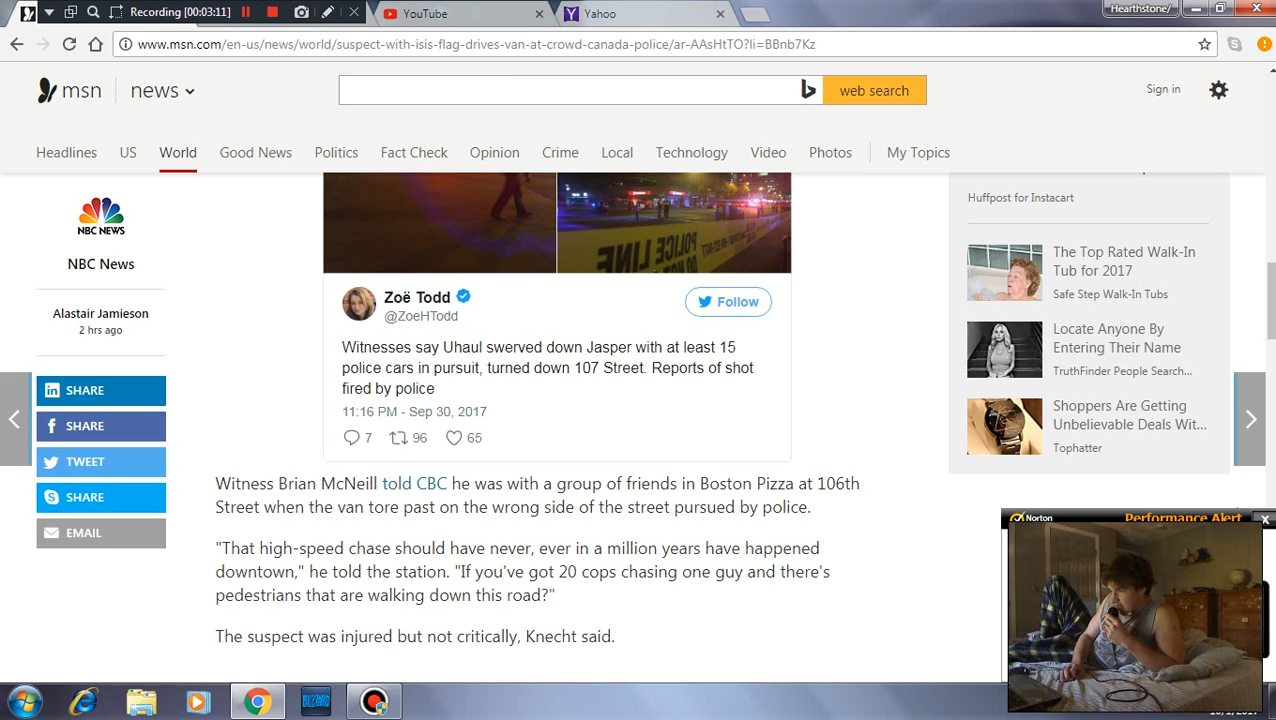 Recording [00:03:11]
YouTube
Yahoo
Hearthstone/
www.msn.com/en-us/news/world/suspect-with-isis-flag-drives-van-at-crowd-canada-police/ar-AAsHtTO?li=BBnb7Kz
msn
news
web search
Sign in
Headlines
US
World
Good News
Politics
Fact Check
Opinion
Crime
Local
Technology
Video
Photos
My Topics
NBC NEWS
NBC News
Alastair Jamieson
2 hrs ago
SHARE
SHARE
TWEET
SHARE
EMAIL
POLICE LINE
Zoë Todd
@ZoeHTodd
Follow
Witnesses say Uhaul swerved down Jasper with at least 15
police cars in pursuit, turned down 107 Street. Reports of shot
fired by police
11:16 PM - Sep 30, 2017
7
96
65
Witness Brian McNeill told CBC he was with a group of friends in Boston Pizza at 106th
Street when the van tore past on the wrong side of the street pursued by police.
"That high-speed chase should have never, ever in a million years have happened
downtown," he told the station. "If you've got 20 cops chasing one guy and there's
pedestrians that are walking down this road?"
The suspect was injured but not critically, Knecht said.
Huffpost for Instacart
The Top Rated Walk-In
Tub for 2017
Safe Step Walk-In Tubs
Locate Anyone By
Entering Their Name
TruthFinder People Search...
Shoppers Are Getting
Unbelievable Deals Wit...
Tophatter
Norton
Performance Alert
BLIZZARD